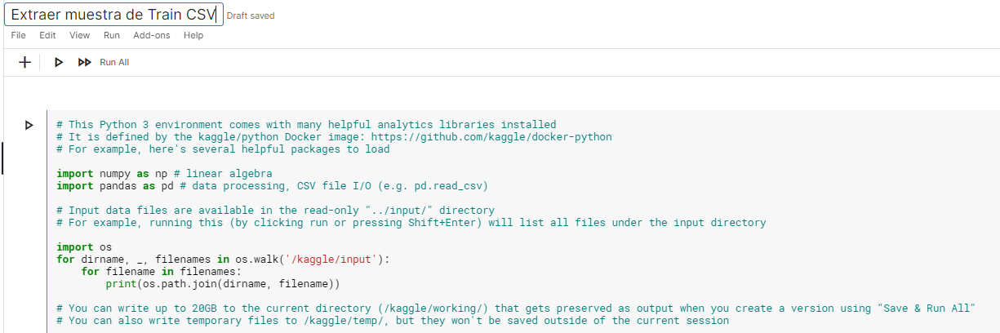 Extraer muestra de Train CSV Draft saved
File Edit View Run Add-ons Help
Run All
# This Python 3 environment comes with many helpful analytics libraries installed
# It is defined by the kaggle/python Docker image: https://github.com/kaggle/docker-python
# For example, here's several helpful packages to load
import numpy as np # linear algebra
import pandas as pd # data processing, CSV file I/O (e.g. pd.read_csv)
# Input data files are available in the read-only "../input/" directory
# For example, running this (by clicking run or pressing Shift+Enter) will list all files under the input directory
import os
for dirname, _, filenames in os.walk('/kaggle/input'):
    for filename in filenames:
        print(os.path.join(dirname, filename))
# You can write up to 20GB to the current directory (/kaggle/working/) that gets preserved as output when you create a version using "Save & Run All"
# You can also write temporary files to /kaggle/temp/, but they won't be saved outside of the current session